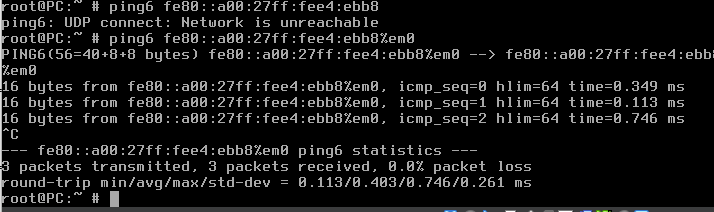 root@PC:~ # ping6 fe80::a00:27ff:fee4:ebb8
ping6: UDP connect: Network is unreachable
root@PC:~ # ping6 fe80::a00:27ff:fee4:ebb8%em0
PING6(56=40+8+8 bytes) fe80::a00:27ff:fee4:ebb8%em0 --> fe80::a00:27ff:fee4:ebb8
%em0
16 bytes from fe80::a00:27ff:fee4:ebb8%em0, icmp_seq=0 hlim=64 time=0.349 ms
16 bytes from fe80::a00:27ff:fee4:ebb8%em0, icmp_seq=1 hlim=64 time=0.113 ms
16 bytes from fe80::a00:27ff:fee4:ebb8%em0, icmp_seq=2 hlim=64 time=0.746 ms
^C
--- fe80::a00:27ff:fee4:ebb8%em0 ping6 statistics ---
3 packets transmitted, 3 packets received, 0.0% packet loss
round-trip min/avg/max/std-dev = 0.113/0.403/0.746/0.261 ms
root@PC:~ #